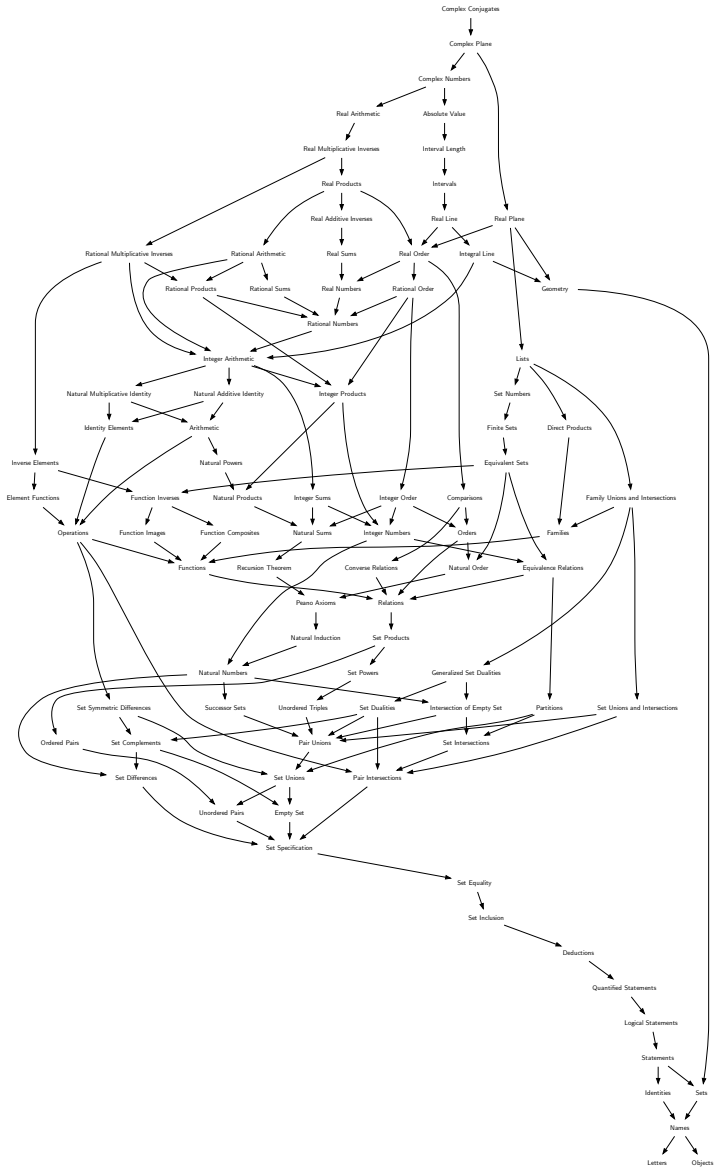 Complex Conjugates
Complex Plane
Complex Numbers
Real Arithmetic Absolute Value
Real Multiplicative Inverses Interval Length
Real Products Intervals
Real Additive Inverses Real Line Real Plane
Rational Multiplicative Inverses Rational Arithmetic Real Sums Real Order Integral Line
Rational Products Rational Sums Real Numbers Rational Order Geometry
Rational Numbers
Integer Arithmetic Lists
Natural Multiplicative Identity Natural Additive Identity Integer Products Set Numbers
Identity Elements Arithmetic Finite Sets Direct Products
Inverse Elements Natural Powers Equivalent Sets
Element Functions Function Inverses Natural Products Integer Sums Integer Order Comparisons Family Unions and Intersections
Operations Function Images Function Composites Natural Sums Integer Numbers Orders Families
Functions Recursion Theorem Converse Relations Natural Order Equivalence Relations
Peano Axioms Relations
Natural Induction Set Products
Natural Numbers Set Powers Generalized Set Dualities
Set Symmetric Differences Successor Sets Unordered Triples Set Dualities Intersection of Empty Set Partitions Set Unions and Intersections
Ordered Pairs Set Complements Pair Unions Set Intersections
Set Differences Set Unions Pair Intersections
Unordered Pairs Empty Set
Set Specification
Set Equality
Set Inclusion
Deductions
Quantified Statements
Logical Statements
Statements
Identities Sets
Names
Letters Objects